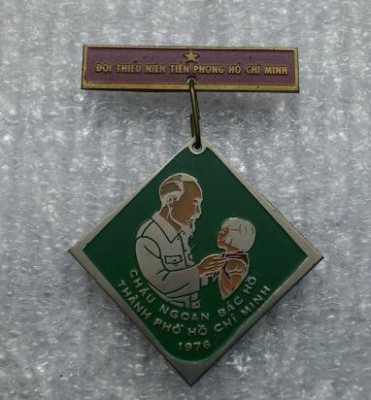 ĐỘI THIẾU NIÊN TIỀN PHONG HỒ CHÍ MINH
CHÁU NGOAN BÁC HỒ
THÀNH PHỐ HỒ CHÍ MINH
1976